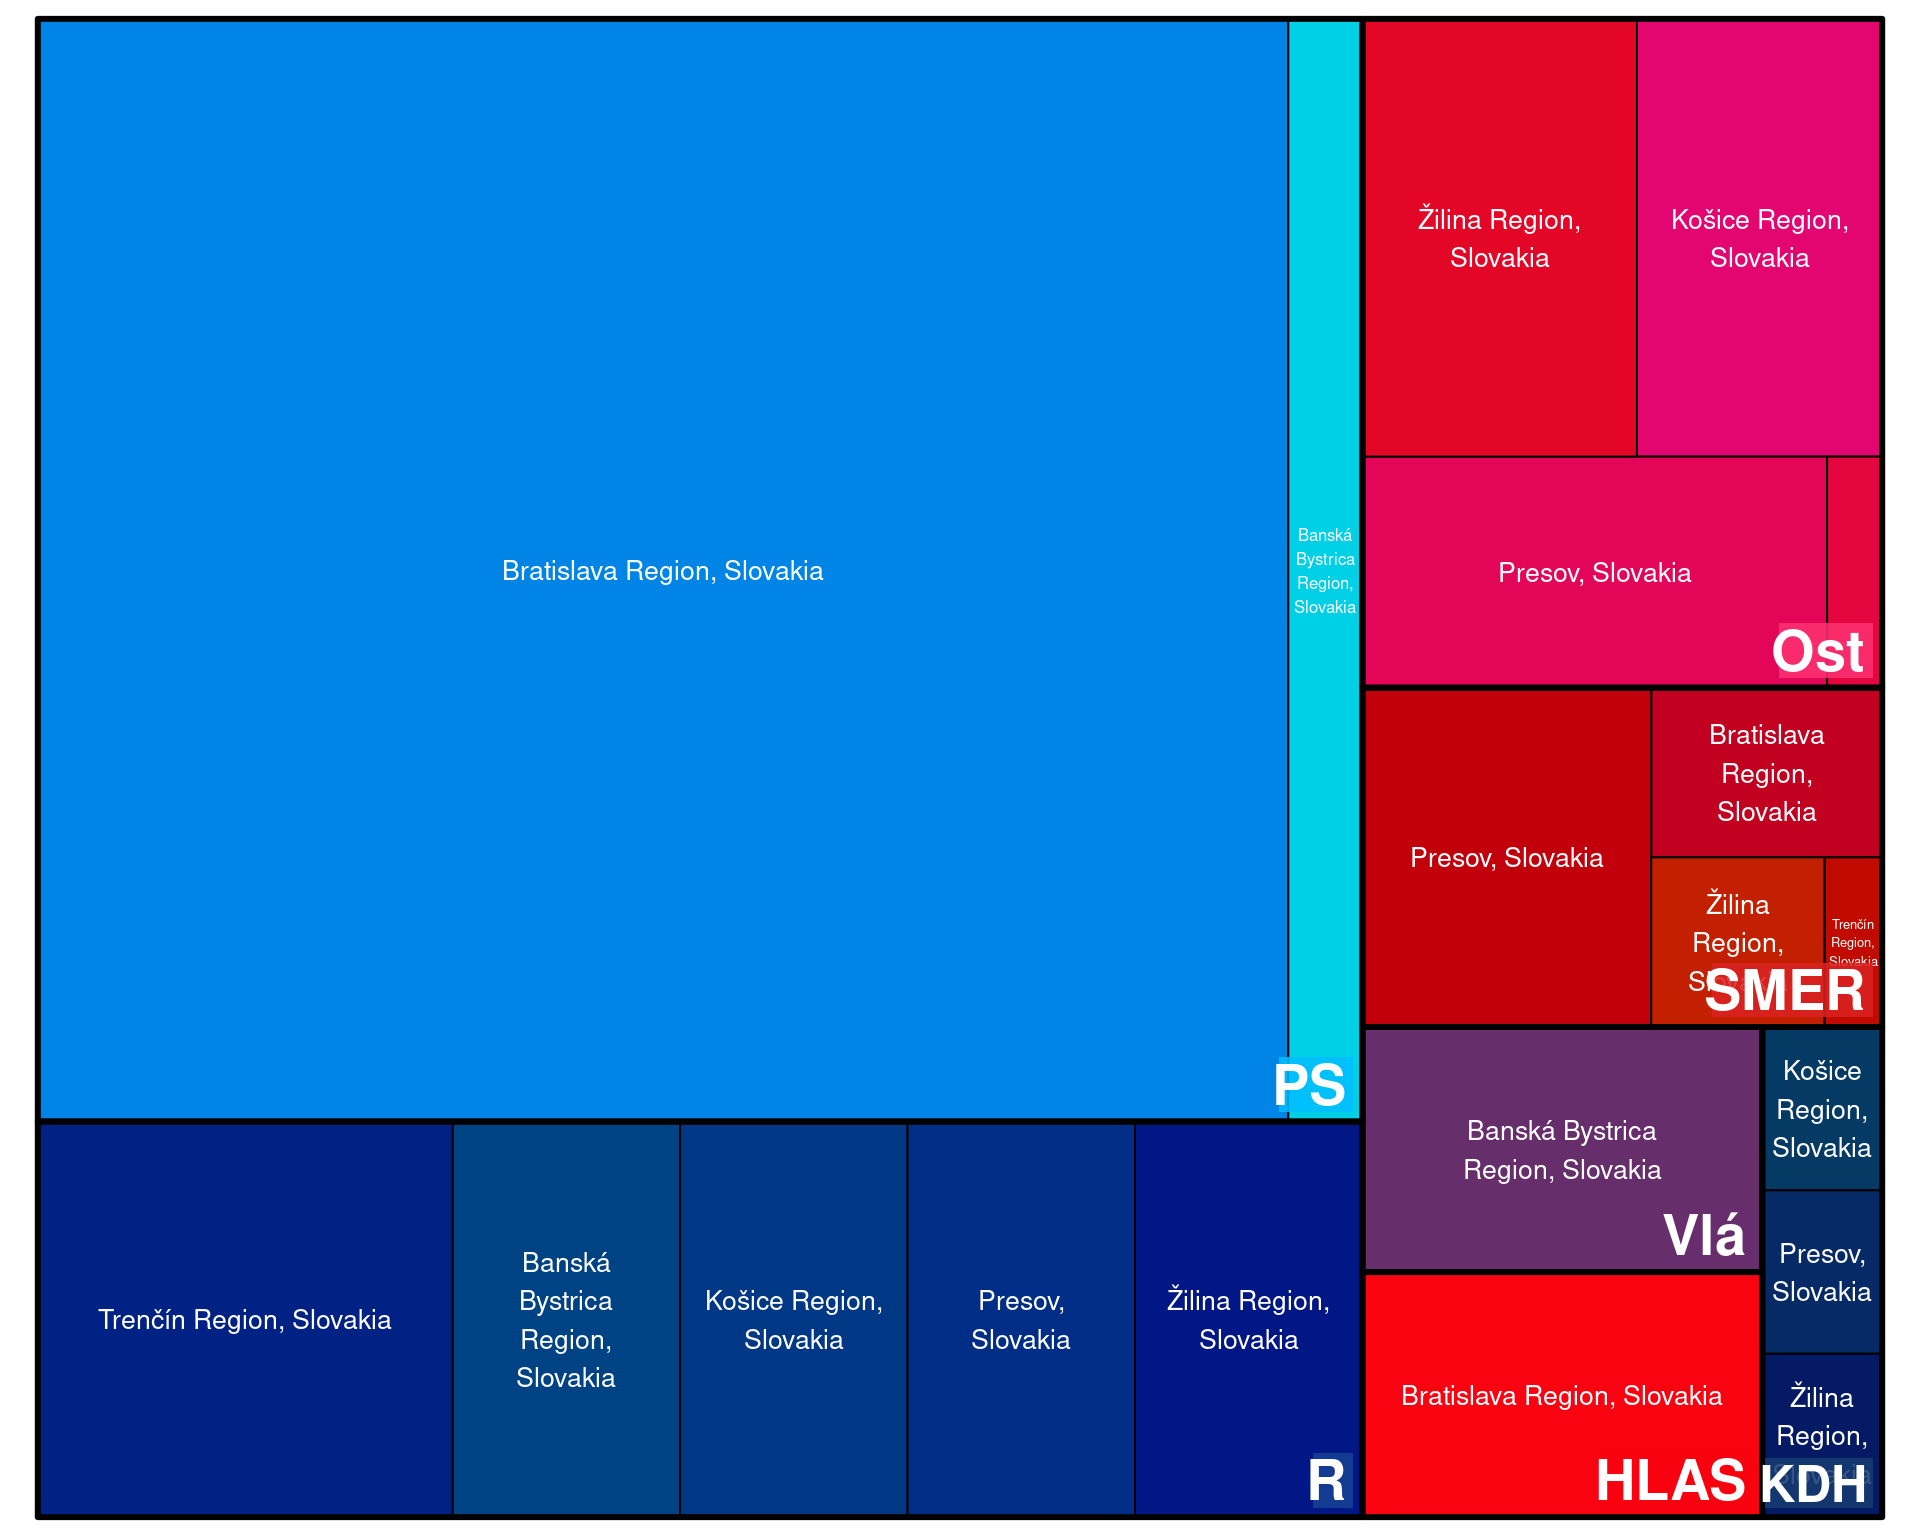 Bratislava Region, Slovakia
Banská
Bystrica
Region,
Slovakia
PS
Žilina Region,
Slovakia
Košice Region,
Slovakia
Presov, Slovakia
Ost
Presov, Slovakia
Bratislava
Region,
Slovakia
Žilina
Region,
Trenčín
Region,
Slovakia
SMER
Trenčín Region, Slovakia
Banská
Bystrica
Region,
Slovakia
Košice Region,
Slovakia
Presov,
Slovakia
Žilina Region,
Slovakia
R
Banská Bystrica
Region, Slovakia
Vlá
Bratislava Region, Slovakia
HLAS
Košice
Region,
Slovakia
Presov,
Slovakia
Žilina
Region,
KDH